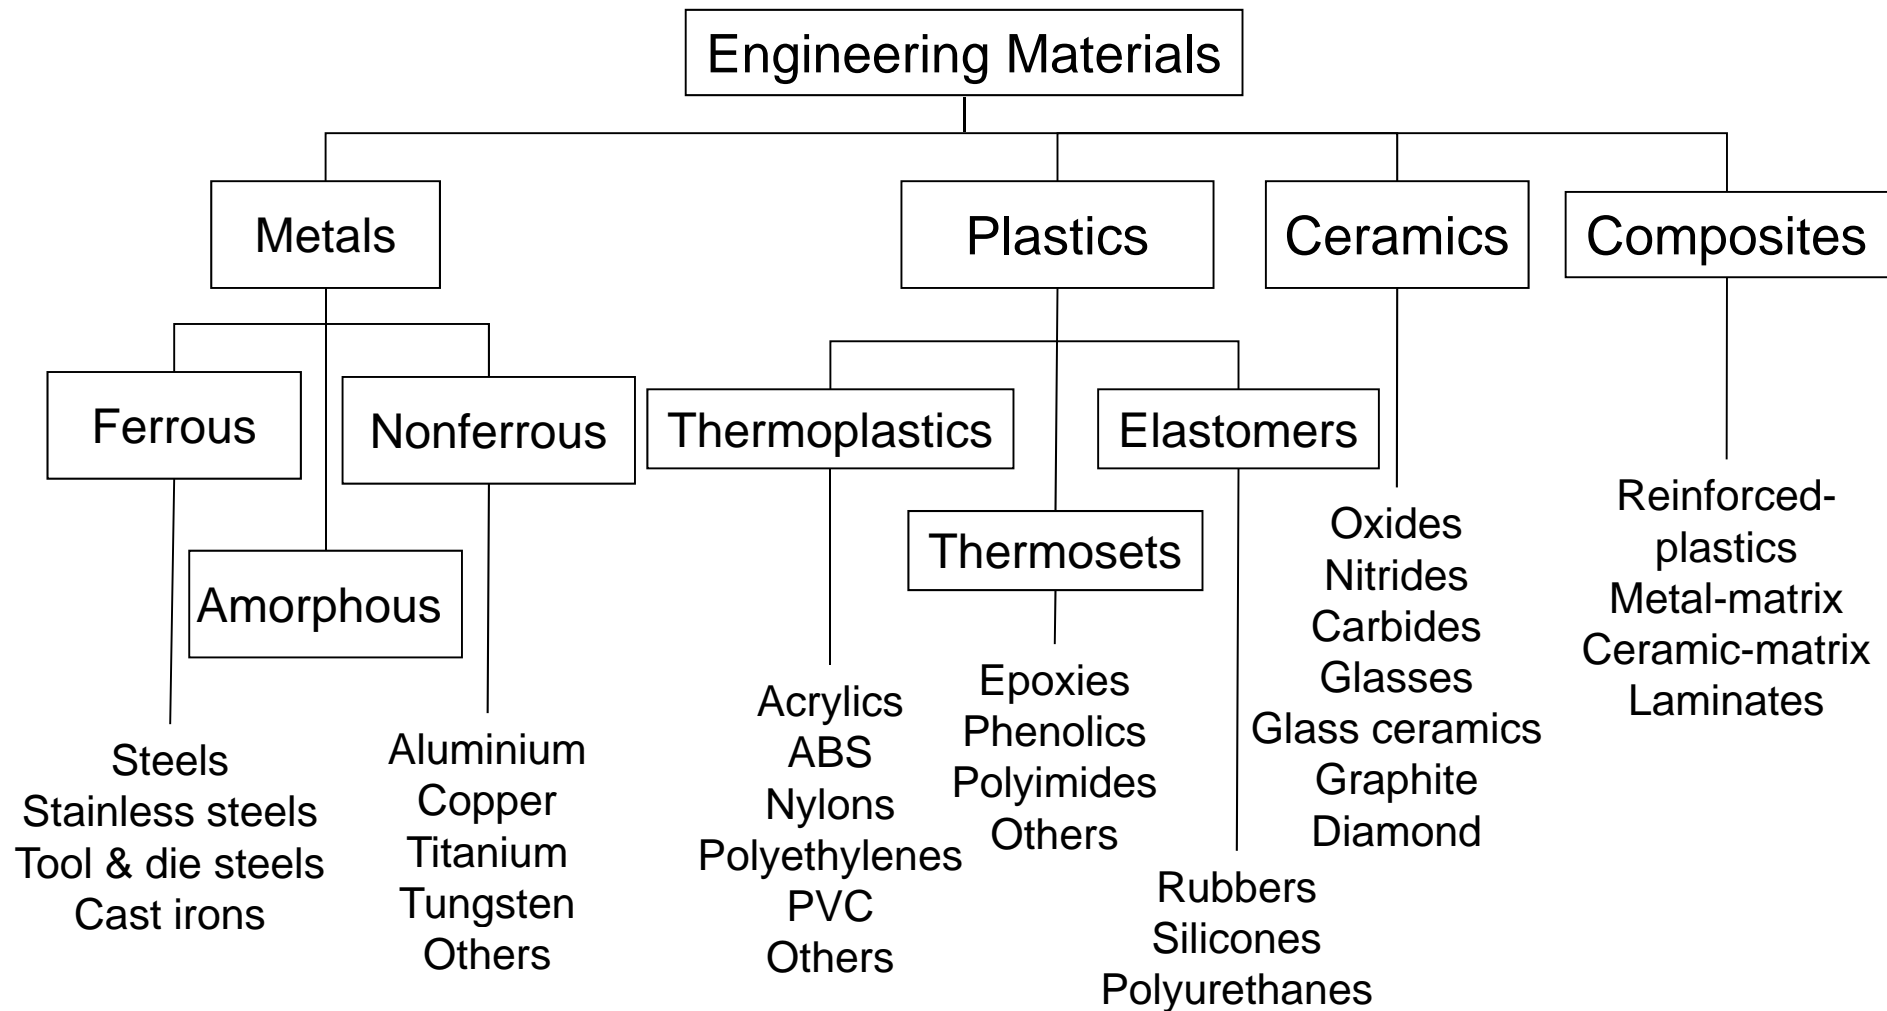 Engineering Materials
Metals
Plastics
Ceramics
Composites
Ferrous
Nonferrous
Thermoplastics
Elastomers
Amorphous
Thermosets
Steels
Stainless steels
Tool & die steels
Cast irons
Aluminium
Copper
Titanium
Tungsten
Others
Acrylics
ABS
Nylons
Polyethylenes
PVC
Others
Epoxies
Phenolics
Polyimides
Others
Rubbers
Silicones
Polyurethanes
Oxides
Nitrides
Carbides
Glasses
Glass ceramics
Graphite
Diamond
Reinforced-
plastics
Metal-matrix
Ceramic-matrix
Laminates